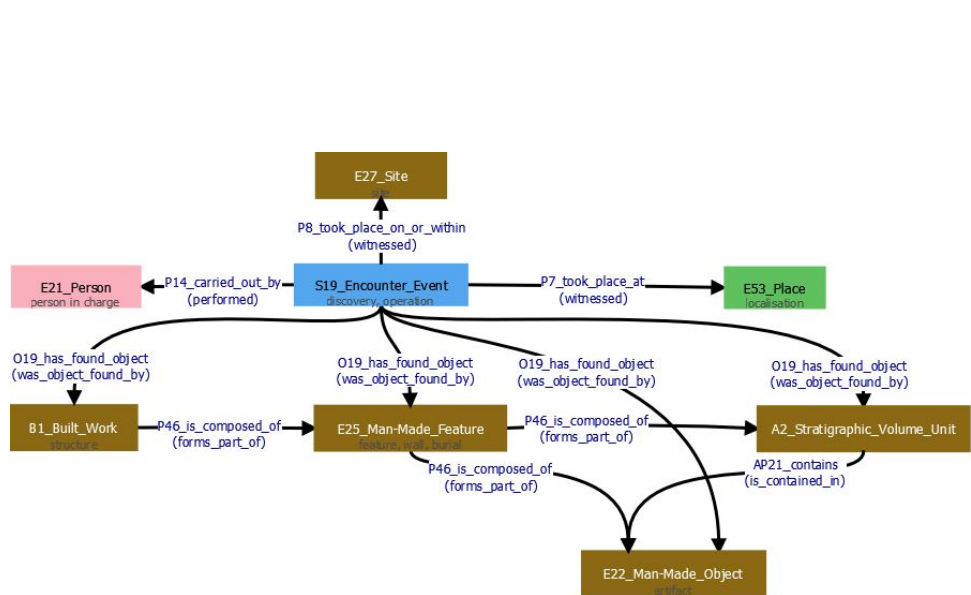 E27_Site
site
P8_took_place_on_or_within
(witnessed)
E21_Person
person in charge
P14_carried_out_by
(performed)
S19_Encounter_Event
discovery, operation
P7_took_place_at
(witnessed)
E53_Place
localisation
O19_has_found_object
(was_object_found_by)
O19_has_found_object
(was_object_found_by)
O19_has_found_object
(was_object_found_by)
O19_has_found_object
(was_object_found_by)
B1_Built_Work
structure
P46_is_composed_of
(forms_part_of)
E25_Man-Made_Feature
feature, wall, burial
P46_is_composed_of
(forms_part_of)
A2_Stratigraphic_Volume_Unit
P46_is_composed_of
(forms_part_of)
AP21_contains
(is_contained_in)
E22_Man-Made_Object
artifact